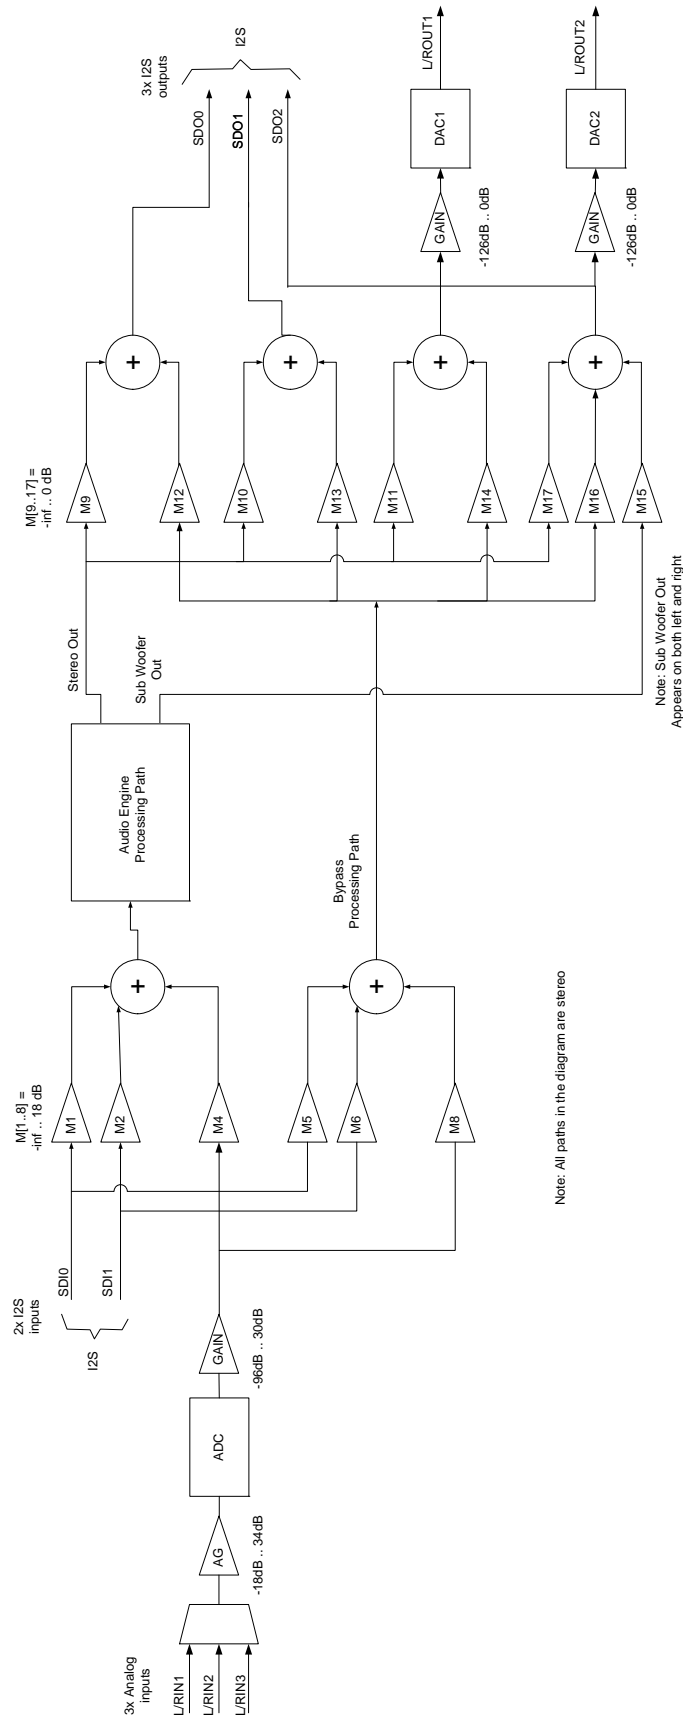 3x Analog
inputs
L/RIN1
L/RIN2
L/RIN3
AG
-18dB .. 34dB
ADC
GAIN
-96dB .. 30dB
2x I2S
inputs
I2S
SDI0
SDI1
M[1..8] =
-inf .. 18 dB
M1
M2
M4
M5
M6
M8
+
+
Audio Engine
Processing Path
Bypass
Processing Path
Stereo Out
Sub Woofer
Out
M[9..17] =
-inf .. 0 dB
M9
M12
M10
M13
M11
M14
M17
M16
M15
+
+
+
+
3x I2S
outputs
I2S
SDO0
SDO1
SDO2
GAIN
-126dB .. 0dB
DAC1
L/ROUT1
GAIN
-126dB .. 0dB
DAC2
L/ROUT2
Note: Sub Woofer Out
Appears on both left and right
Note: All paths in the diagram are stereo